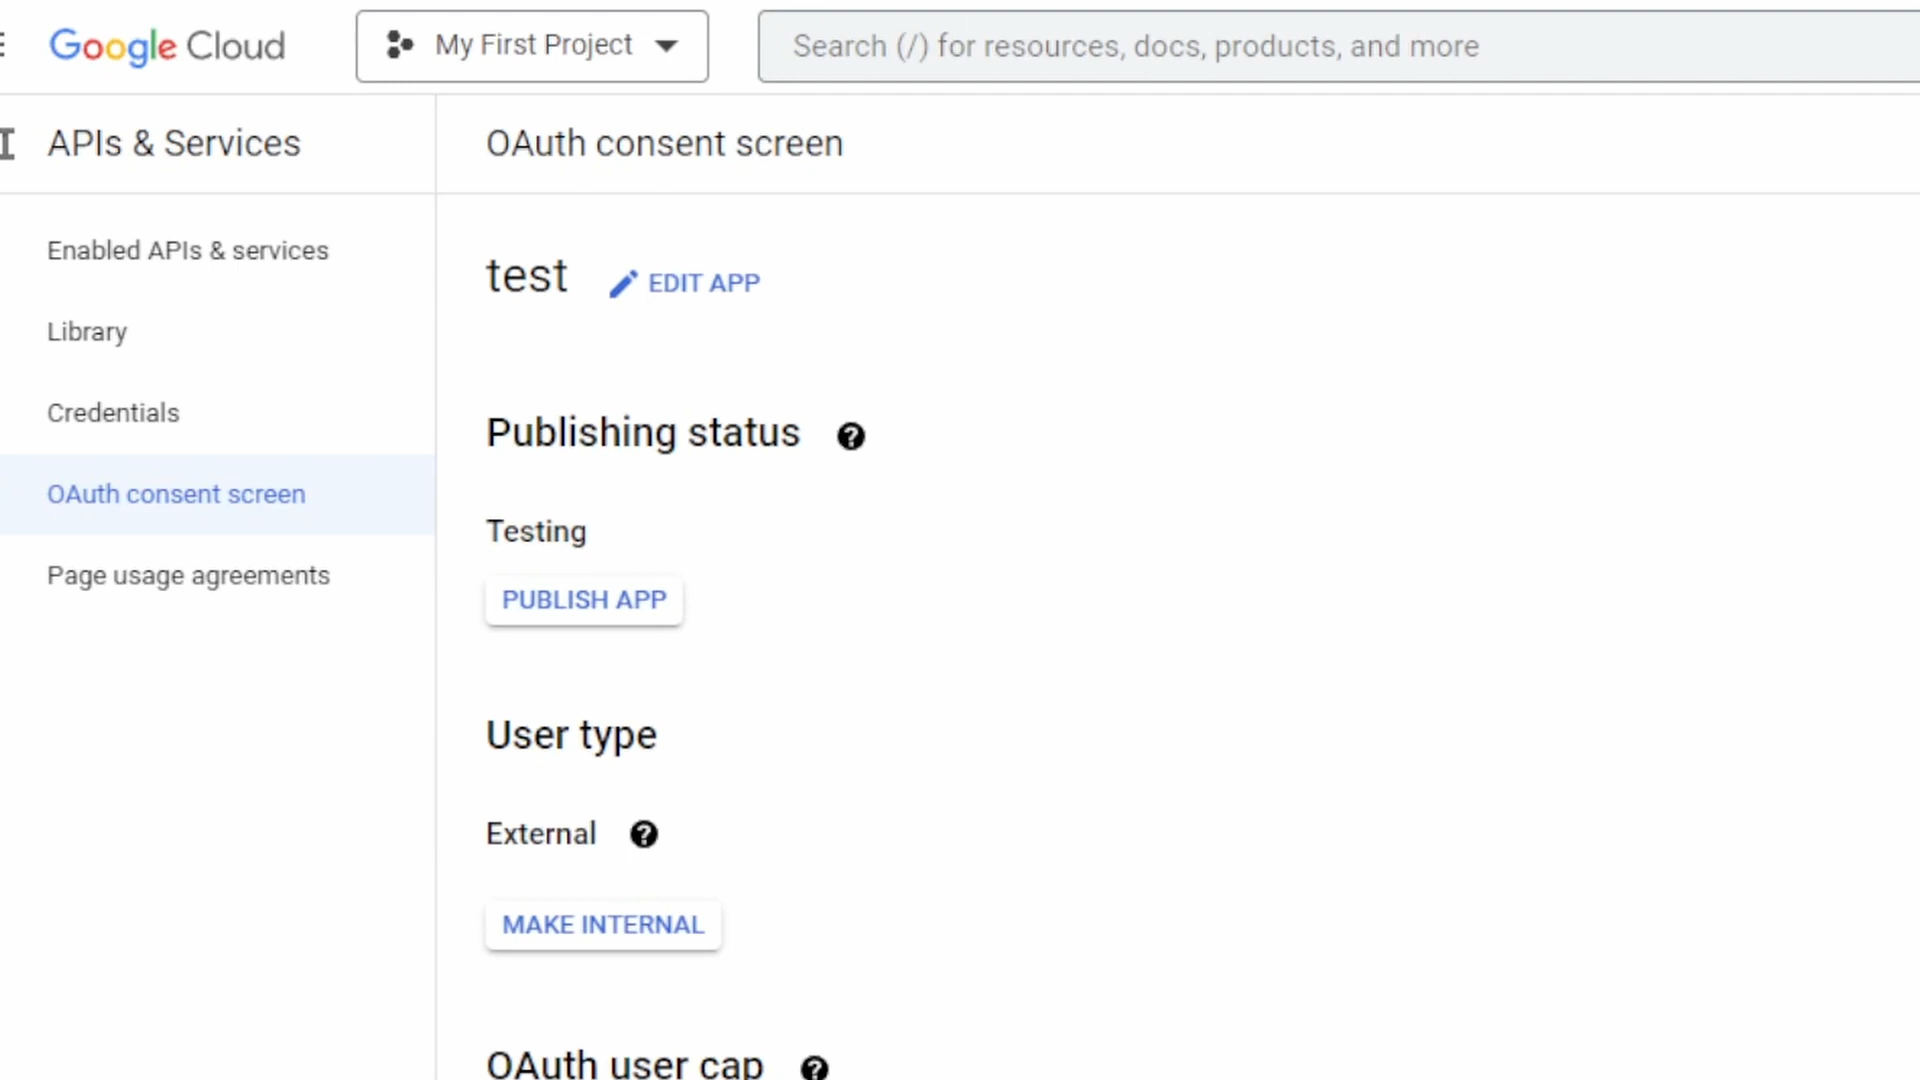 Google Cloud
My First Project
Search (/) for resources, docs, products, and more
APIs & Services
OAuth consent screen
Enabled APIs & services
Library
Credentials
OAuth consent screen
Page usage agreements
test
EDIT APP
Publishing status
Testing
PUBLISH APP
User type
External
MAKE INTERNAL
OAuth user cap